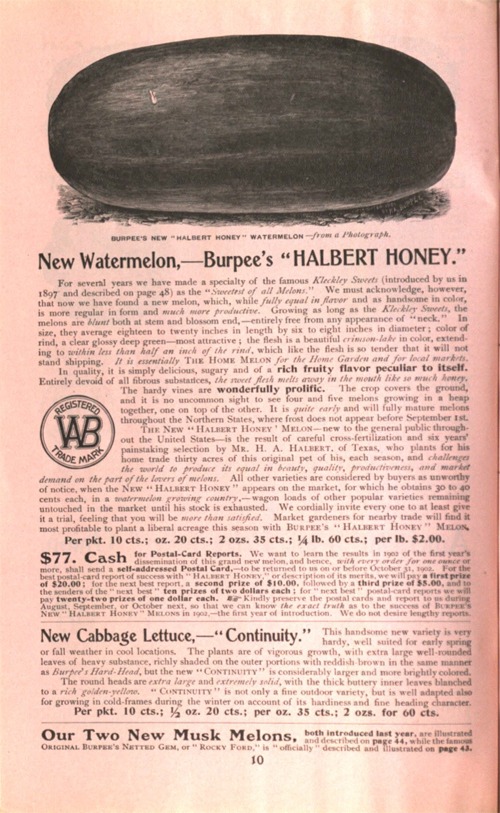 BURPEE'S NEW "HALBERT HONEY" WATERMELON—from a Photograph.
New Watermelon,—Burpee's "HALBERT HONEY."
For several years we have made a specialty of the famous Kleckley Sweets (introduced by us in
1897 and described on page 48) as the "Sweetest of all Melons." We must acknowledge, however,
that now we have found a new melon, which, while fully equal in flavor and as handsome in color,
is more regular in form and much more productive. Growing as long as the Kleckley Sweets, the
melons are blunt both at stem and blossom end,—entirely free from any appearance of "neck." In
size, they average eighteen to twenty inches in length by six to eight inches in diameter; color of
rind, a clear glossy deep green—most attractive; the flesh is a beautiful crimson-lake in color, extend-
ing to within less than half an inch of the rind, which like the flesh is so tender that it will not
stand shipping. It is essentially THE HOME MELON for the Home Garden and for local markets.
In quality, it is simply delicious, sugary and of a rich fruity flavor peculiar to itself.
Entirely devoid of all fibrous substances, the sweet flesh melts away in the mouth like so much honey.
The hardy vines are wonderfully prolific. The crop covers the ground,
and it is no uncommon sight to see four and five melons growing in a heap
together, one on top of the other. It is quite early and will fully mature melons
throughout the Northern States, where frost does not appear before September 1st.
THE NEW "HALBERT HONEY" MELON—new to the general public through-
out the United States—is the result of careful cross-fertilization and six years'
painstaking selection by MR. H. A. HALBERT, of Texas, who plants for his
home trade thirty acres of this original pet of his, each season, and challenges
the world to produce its equal in beauty, quality, productiveness, and market
REGISTERED
WAB
TRADE MARK
demand on the part of the lovers of melons. All other varieties are considered by buyers as unworthy
of notice, when the NEW "HALBERT HONEY" appears on the market, for which he obtains 30 to 40
cents each, in a watermelon growing country,—wagon loads of other popular varieties remaining
untouched in the market until his stock is exhausted. We cordially invite every one to at least give
it a trial, feeling that you will be more than satisfied. Market gardeners for nearby trade will find it
most profitable to plant a liberal acreage this season with BURPEE'S "HALBERT HONEY" MELON.
Per pkt. 10 cts.; oz. 20 cts.; 2 ozs. 35 cts.; ¼ lb. 60 cts.; per lb. $2.00.
$77. Cash for Postal-Card Reports. We want to learn the results in 1902 of the first year's
dissemination of this grand new melon, and hence, with every order for one ounce or
more, shall send a self-addressed Postal Card,—to be returned to us on or before October 31, 1902. For the
best postal-card report of success with "HALBERT HONEY," or description of its merits, we will pay a first prize
of $20.00; for the next best report, a second prize of $10.00, followed by a third prize of $5.00, and to
the senders of the "next best" ten prizes of two dollars each; for "next best" postal-card reports we will
pay twenty-two prizes of one dollar each. ☞ Kindly preserve the postal cards and report to us during
August, September, or October next, so that we can know the exact truth as to the success of BURPEE'S
NEW "HALBERT HONEY" MELONS in 1902,—the first year of introduction. We do not desire lengthy reports.
New Cabbage Lettuce,—"Continuity." This handsome new variety is very
hardy, well suited for early spring
or fall weather in cool locations. The plants are of vigorous growth, with extra large well-rounded
leaves of heavy substance, richly shaded on the outer portions with reddish-brown in the same manner
as Burpee's Hard-Head, but the new "CONTINUITY" is considerably larger and more brightly colored.
The round heads are extra large and extremely solid, with the thick buttery inner leaves blanched
to a rich golden-yellow. "CONTINUITY" is not only a fine outdoor variety, but is well adapted also
for growing in cold-frames during the winter on account of its hardiness and fine heading character.
Per pkt. 10 cts.; ½ oz. 20 cts.; per oz. 35 cts.; 2 ozs. for 60 cts.
Our Two New Musk Melons, both introduced last year, are illustrated
and described on page 44, while the famous
ORIGINAL BURPEE'S NETTED GEM, or "ROCKY FORD," is "officially" described and illustrated on page 43.
10